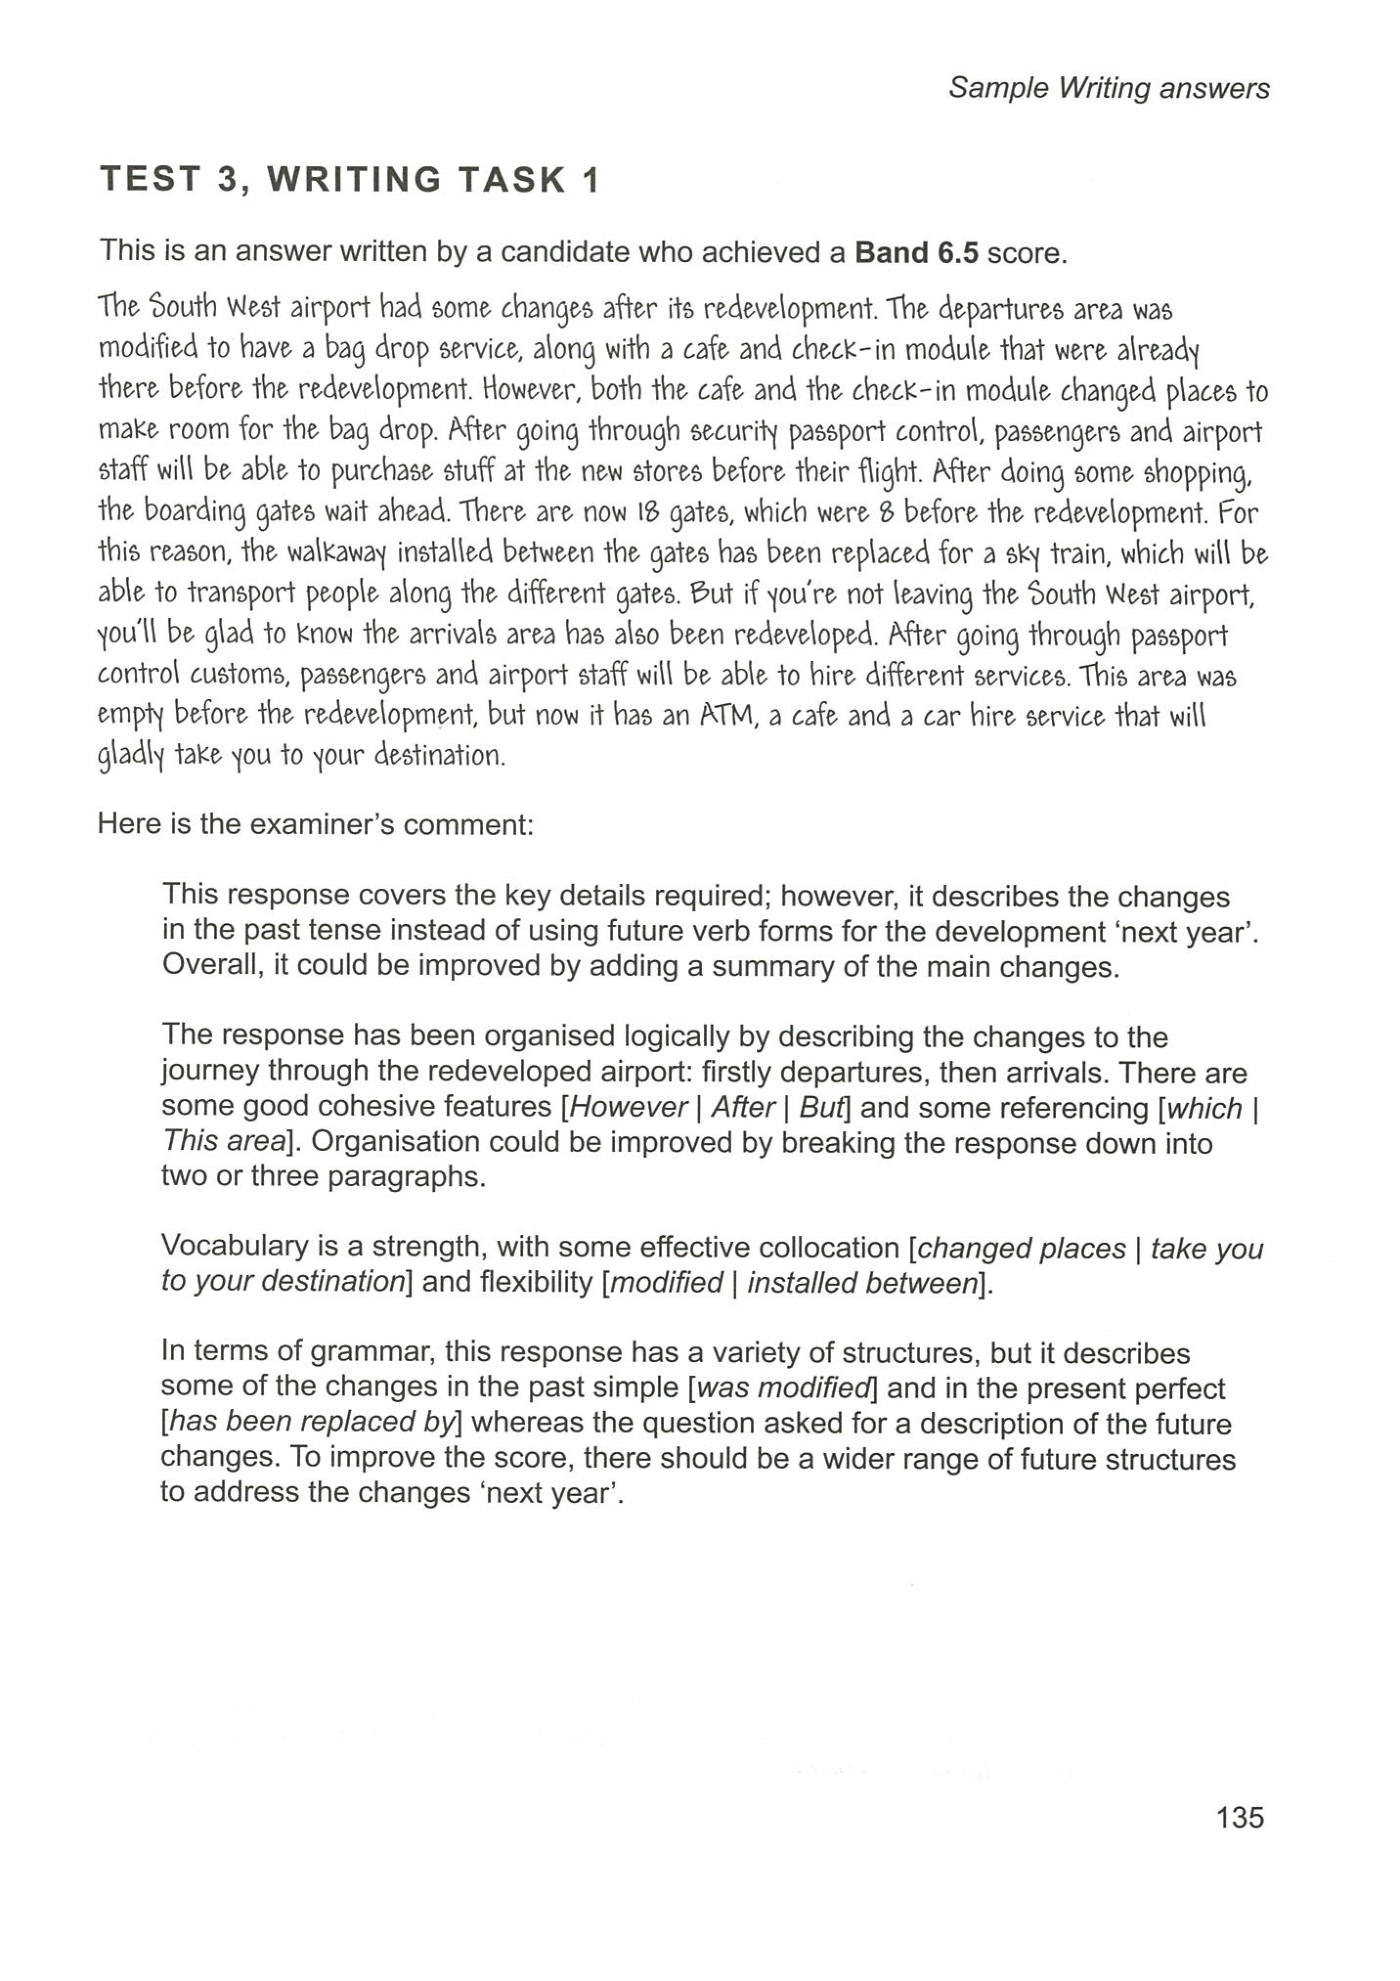 Sample Writing answers
TEST 3, WRITING TASK 1
This is an answer written by a candidate who achieved a Band 6.5 score.
The South West airport had some changes after its redevelopment. The departures area was
modified to have a bag drop service, along with a cafe and check-in module that were already
there before the redevelopment. However, both the cafe and the check-in module changed places to
make room for the bag drop. After going through security passport control, passengers and airport
staff will be able to purchase stuff at the new stores before their flight. After doing some shopping,
the boarding gates wait ahead. There are now 18 gates, which were 8 before the redevelopment. For
this reason, the walkaway installed between the gates has been replaced for a sky train, which will be
able to transport people along the different gates. But if you're not leaving the South West airport,
you'll be glad to know the arrivals area has also been redeveloped. After going through passport
control customs, passengers and airport staff will be able to hire different services. This area was
empty before the redevelopment, but now it has an ATM, a cafe and a car hire service that will
gladly take you to your destination.
Here is the examiner's comment:
This response covers the key details required; however, it describes the changes
in the past tense instead of using future verb forms for the development 'next year'.
Overall, it could be improved by adding a summary of the main changes.
The response has been organised logically by describing the changes to the
journey through the redeveloped airport: firstly departures, then arrivals. There are
some good cohesive features [However | After | But] and some referencing [which |
This area]. Organisation could be improved by breaking the response down into
two or three paragraphs.
Vocabulary is a strength, with some effective collocation [changed places | take you
to your destination] and flexibility [modified | installed between].
In terms of grammar, this response has a variety of structures, but it describes
some of the changes in the past simple [was modified] and in the present perfect
[has been replaced by] whereas the question asked for a description of the future
changes. To improve the score, there should be a wider range of future structures
to address the changes 'next year'.
135